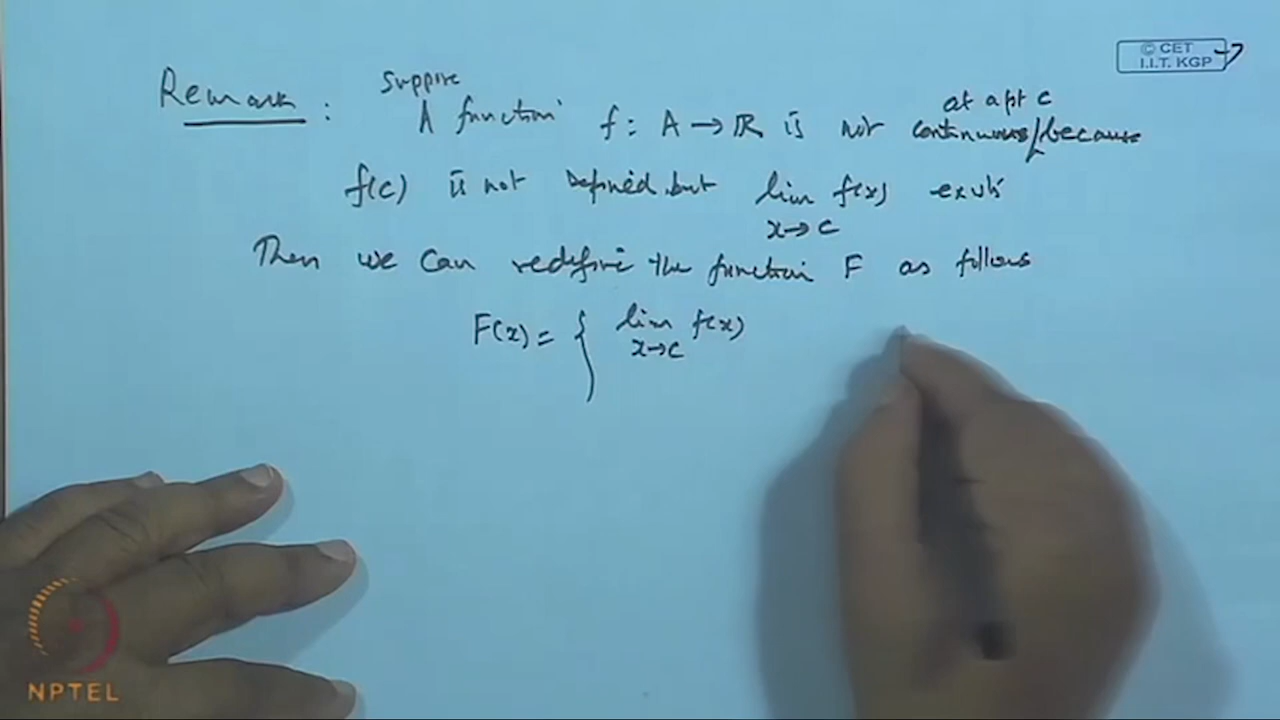 © CET
I.I.T. KGP
Remark : Suppose A function f : A → ℝ is not continuous / because
at a pt c
f(c) is not defined but lim f(x) exists
x→c
Then we can redefine the function F as follows
F(x) = { lim f(x)
x→c
NPTEL